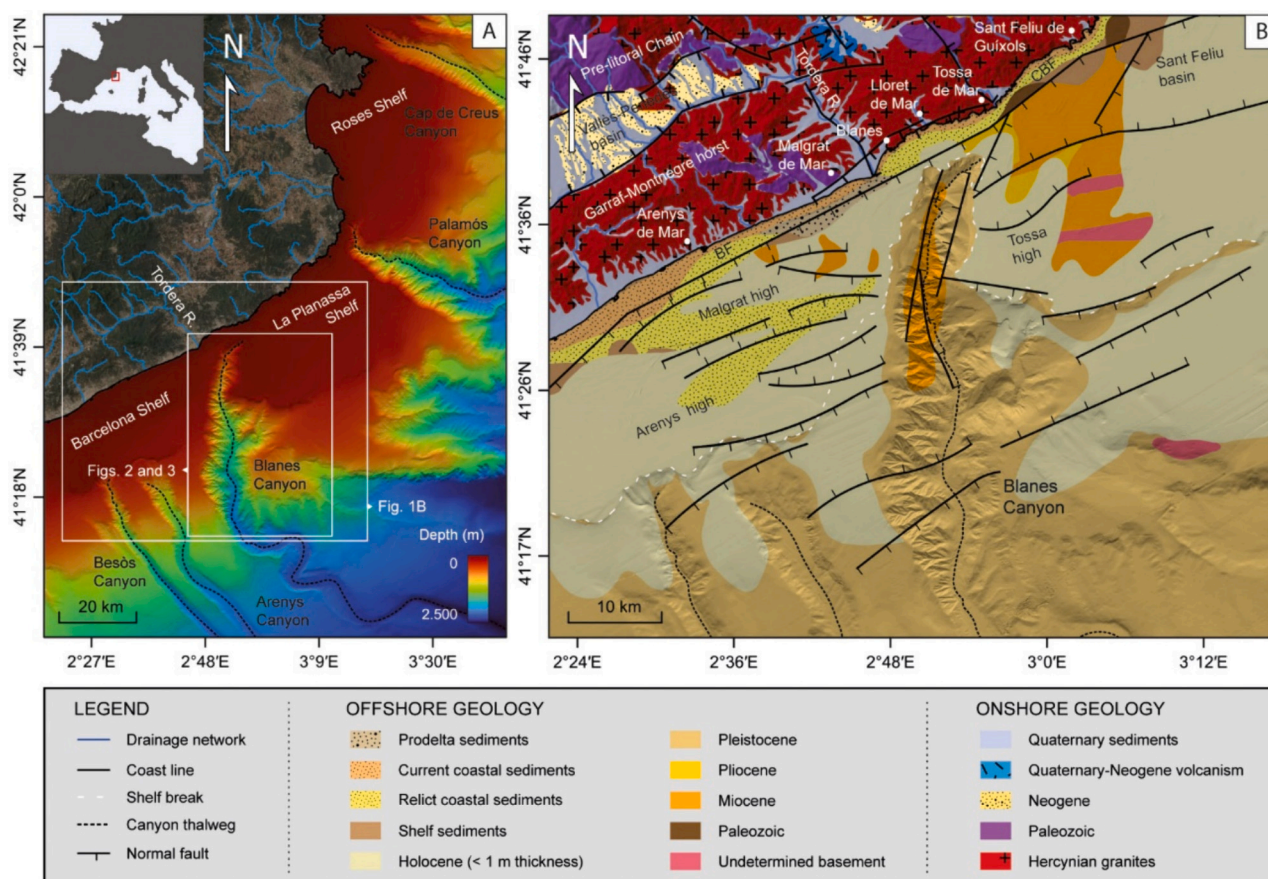 A
42°21'N
42°0'N
41°39'N
41°18'N
N
Roses Shelf
Cap de Creus
Canyon
Palamós
Canyon
Tordera R.
La Planassa
Shelf
Barcelona Shelf
Figs. 2 and 3
Blanes
Canyon
Fig. 1B
Depth (m)
0
2.500
Besòs
Canyon
Arenys
Canyon
20 km
2°27'E
2°48'E
3°9'E
3°30'E
B
41°46'N
41°36'N
41°26'N
41°17'N
N
Pre-litoral Chain
Tordera R.
Sant Feliu de
Guíxols
CBF
Sant Feliu
basin
Lloret
de Mar
Tossa
de Mar
basin
Blanes
Malgrat
de Mar
Garraf-Montnegre horst
Arenys
de Mar
BF
Tossa
high
Malgrat high
Arenys high
Blanes
Canyon
10 km
2°24'E
2°36'E
2°48'E
3°0'E
3°12'E
LEGEND
Drainage network
Coast line
Shelf break
Canyon thalweg
Normal fault
OFFSHORE GEOLOGY
Prodelta sediments
Current coastal sediments
Relict coastal sediments
Shelf sediments
Holocene (< 1 m thickness)
Pleistocene
Pliocene
Miocene
Paleozoic
Undetermined basement
ONSHORE GEOLOGY
Quaternary sediments
Quaternary-Neogene volcanism
Neogene
Paleozoic
Hercynian granites